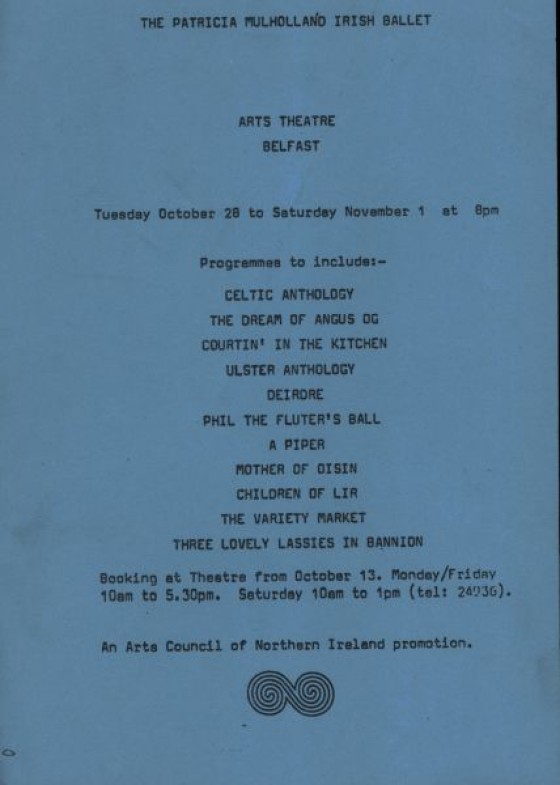 THE PATRICIA MULHOLLAND IRISH BALLET
ARTS THEATRE
BELFAST
Tuesday October 28 to Saturday November 1 at 8pm
Programmes to include:-
CELTIC ANTHOLOGY
THE DREAM OF ANGUS OG
COURTIN' IN THE KITCHEN
ULSTER ANTHOLOGY
DEIRDRE
PHIL THE FLUTER'S BALL
A PIPER
MOTHER OF OISIN
CHILDREN OF LIR
THE VARIETY MARKET
THREE LOVELY LASSIES IN BANNION
Booking at Theatre from October 13. Monday/Friday
10am to 5.30pm. Saturday 10am to 1pm (tel:
An Arts Council of Northern Ireland promotion.